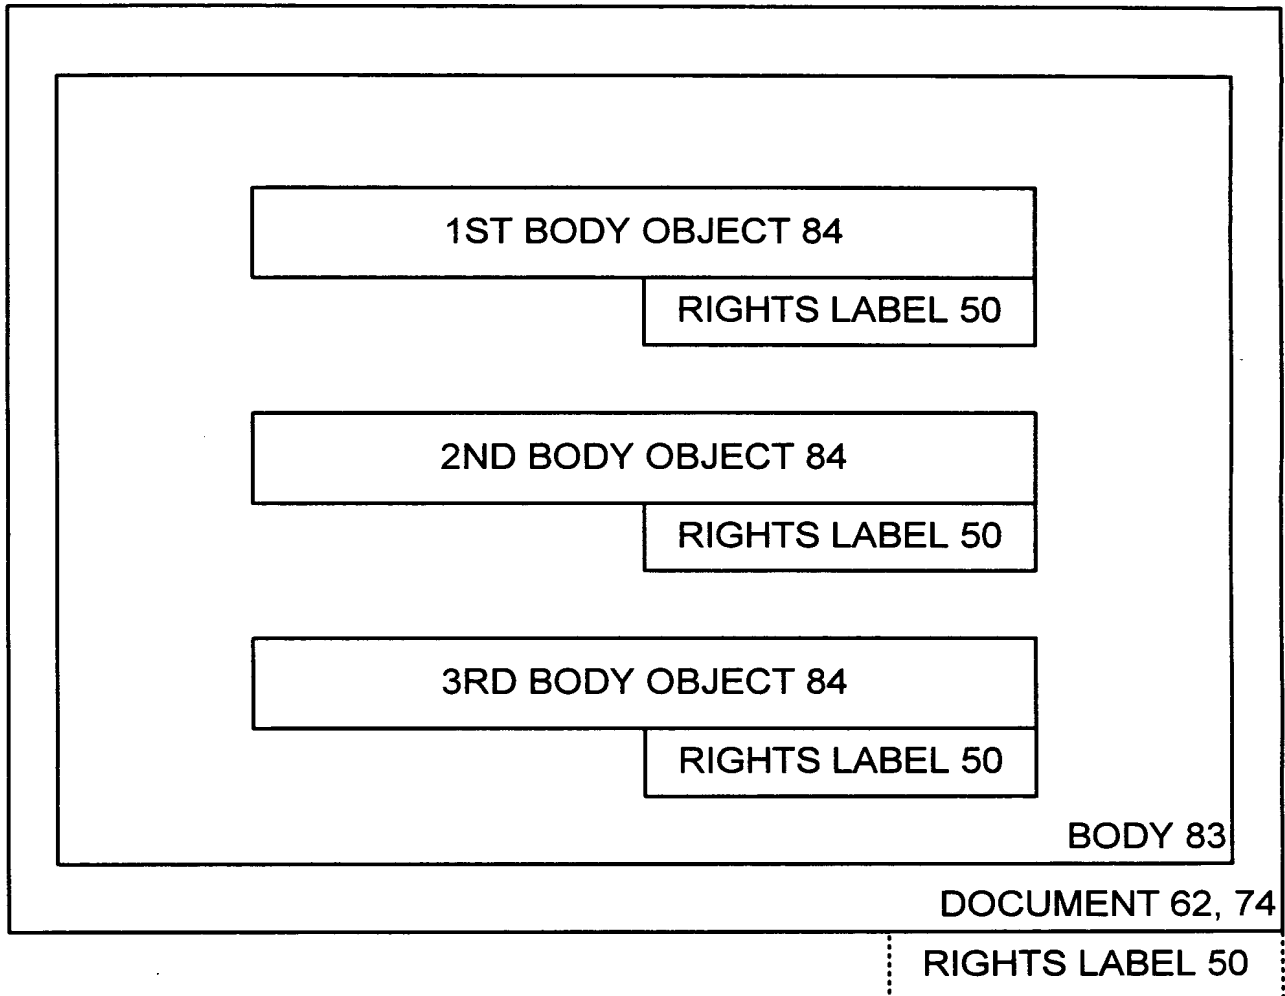 1ST BODY OBJECT 84
RIGHTS LABEL 50
2ND BODY OBJECT 84
RIGHTS LABEL 50
3RD BODY OBJECT 84
RIGHTS LABEL 50
BODY 83
DOCUMENT 62, 74
RIGHTS LABEL 50